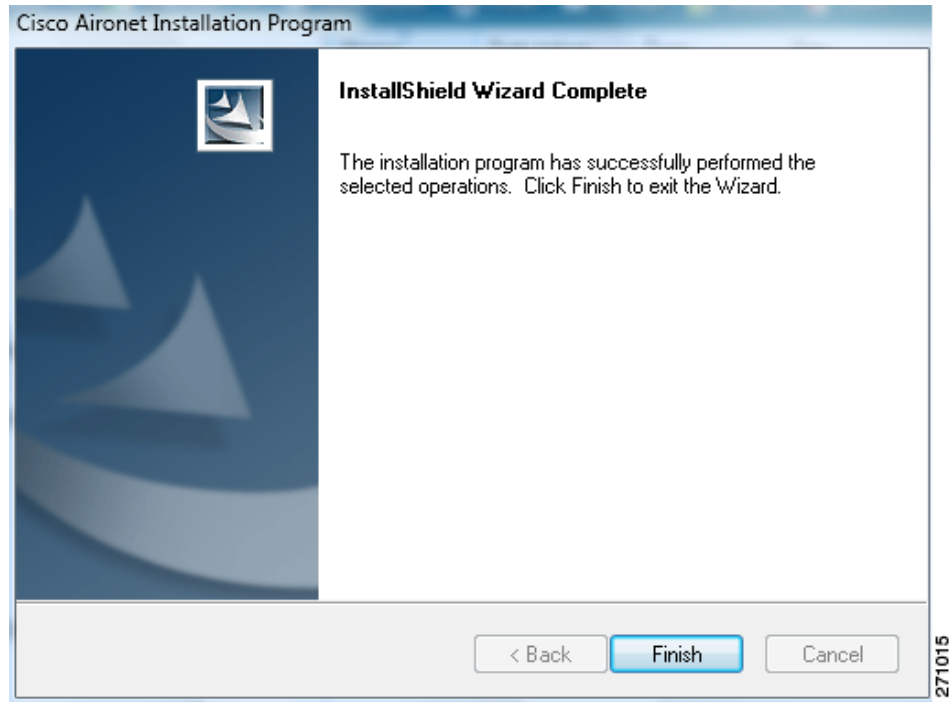 Cisco Aironet Installation Program
InstallShield Wizard Complete
The installation program has successfully performed the
selected operations. Click Finish to exit the Wizard.
< Back
Finish
Cancel
271015